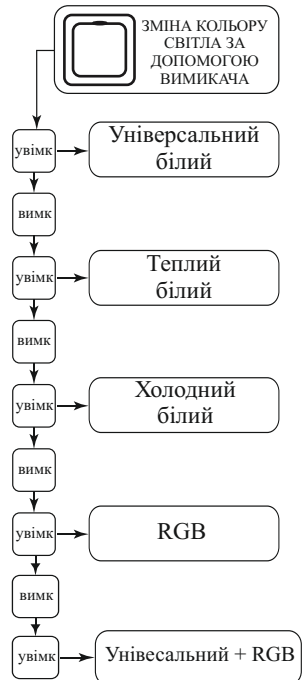 ЗМІНА КОЛЬОРУ
СВІТЛА ЗА
ДОПОМОГОЮ
ВИМИКАЧА
увімк
Універсальний
білий
вимк
увімк
Теплий
білий
вимк
увімк
Холодний
білий
вимк
увімк
RGB
вимк
увімк
Унівесальний + RGB